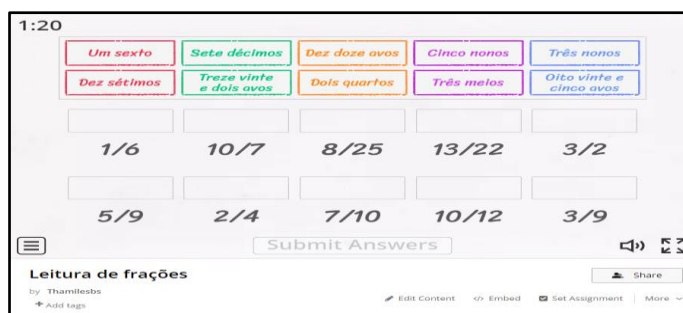 1:20
Um sexto Sete décimos Dez doze avos Cinco nonos Três nonos
Dez sétimos Treze vinte e dois avos Dois quartos Três meios Oito vinte e cinco avos
1/6 10/7 8/25 13/22 3/2
5/9 2/4 7/10 10/12 3/9
Submit Answers
Leitura de frações
Share
by Thamilesbs
Add tags
Edit Content Embed Set Assignment More